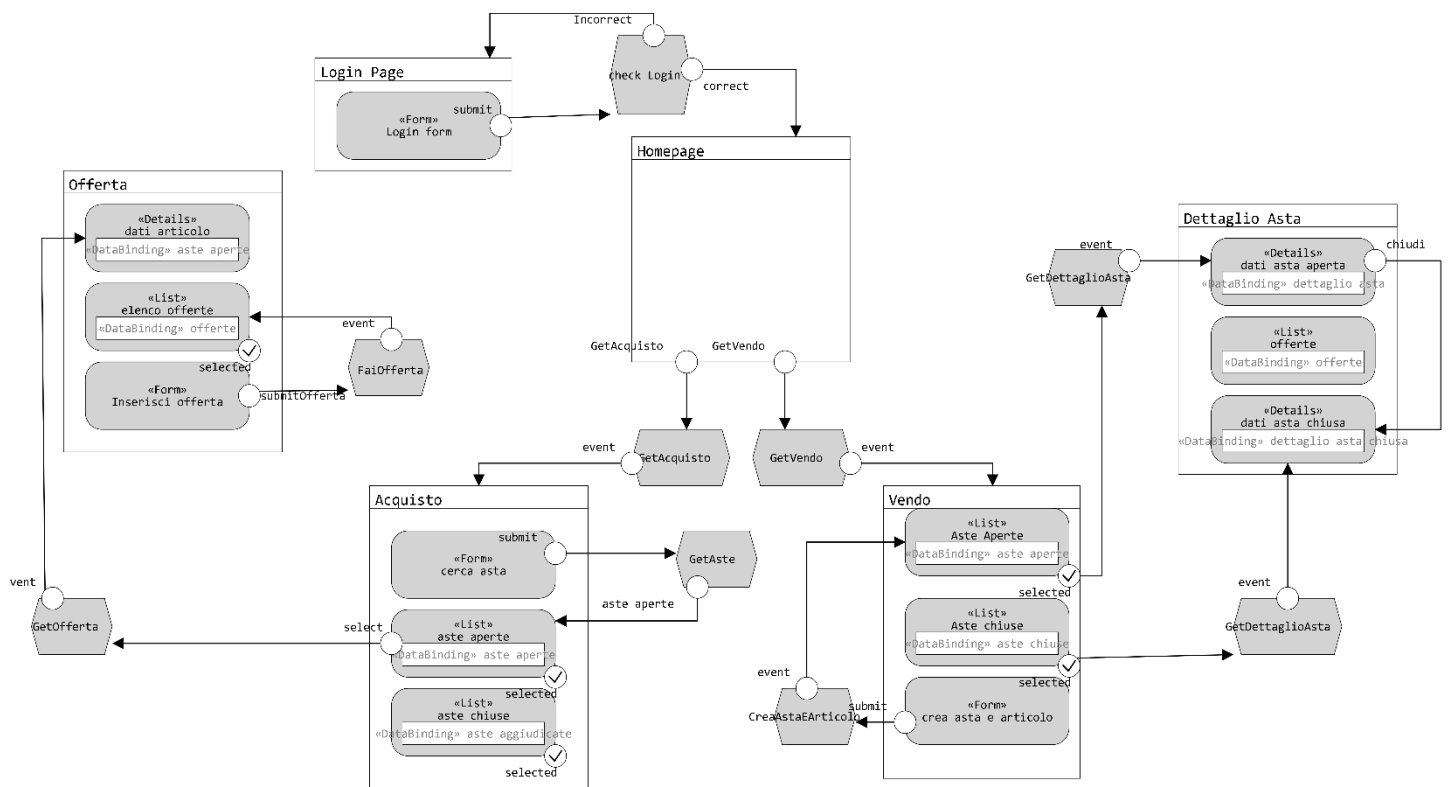 Incorrect
check Login
correct
Login Page
submit
«Form»
Login form
Homepage
GetAcquisto
GetVendo
Offerta
«Details»
dati articolo
«DataBinding» aste aperte
«List»
elenco offerte
«DataBinding» offerte
selected
«Form»
Inserisci offerta
submitOfferta
event
FaiOfferta
event
GetDettaglioAsta
Dettaglio Asta
«Details»
dati asta aperta
«DataBinding» dettaglio asta
chiudi
«List»
offerte
«DataBinding» offerte
«Details»
dati asta chiusa
«DataBinding» dettaglio asta chiusa
event
GetAcquisto
GetVendo
event
Acquisto
submit
«Form»
cerca asta
GetAste
aste aperte
select
«List»
aste aperte
«DataBinding» aste aperte
selected
«List»
aste chiuse
«DataBinding» aste aggiudicate
selected
vent
GetOfferta
Vendo
«List»
Aste Aperte
«DataBinding» aste aperte
selected
«List»
Aste chiuse
«DataBinding» aste chiuse
selected
«Form»
crea asta e articolo
submit
event
CreaAstaEArticolo
event
GetDettaglioAsta